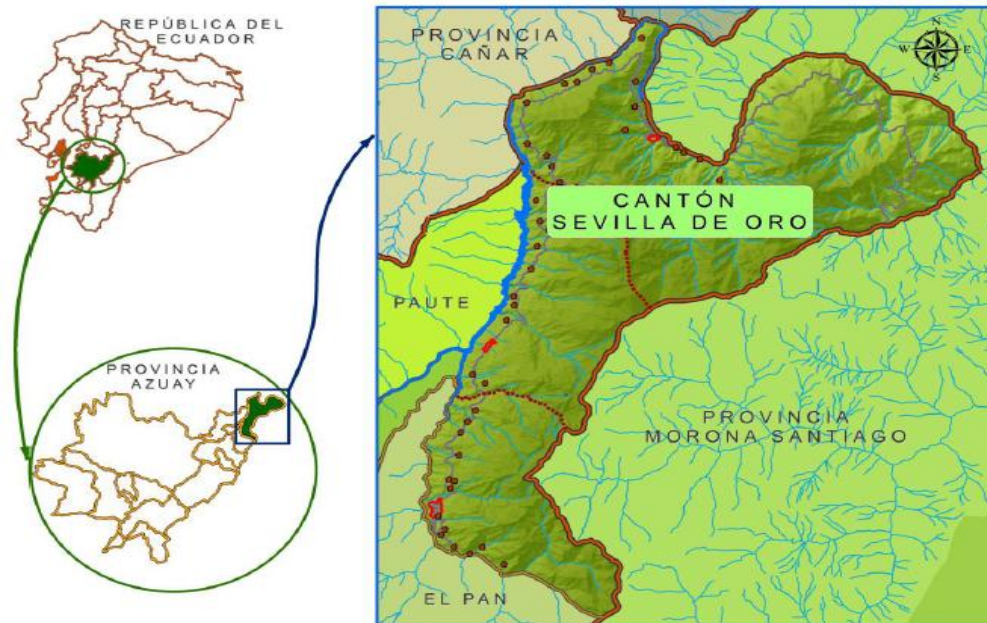 REPÚBLICA DEL
ECUADOR
PROVINCIA
AZUAY
PROVINCIA
CAÑAR
N
W
E
S
CANTÓN
SEVILLA DE ORO
PAUTE
PROVINCIA
MORONA SANTIAGO
EL PAN